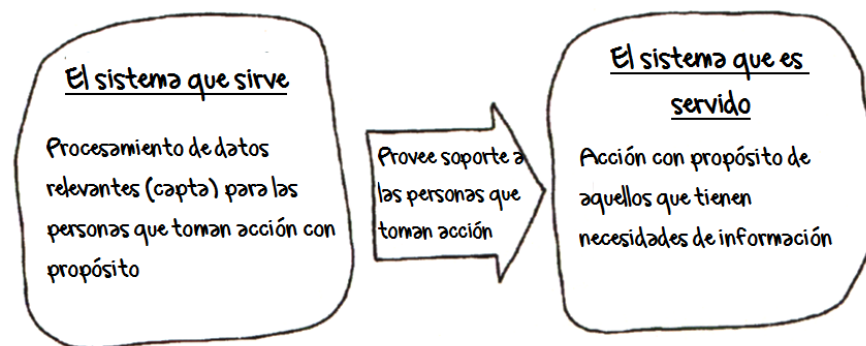 El sistema que sirve
Procesamiento de datos
relevantes (capta) para las
personas que toman acción con
propósito
Provee soporte a
las personas que
toman acción
El sistema que es
servido
Acción con propósito de
aquellos que tienen
necesidades de información